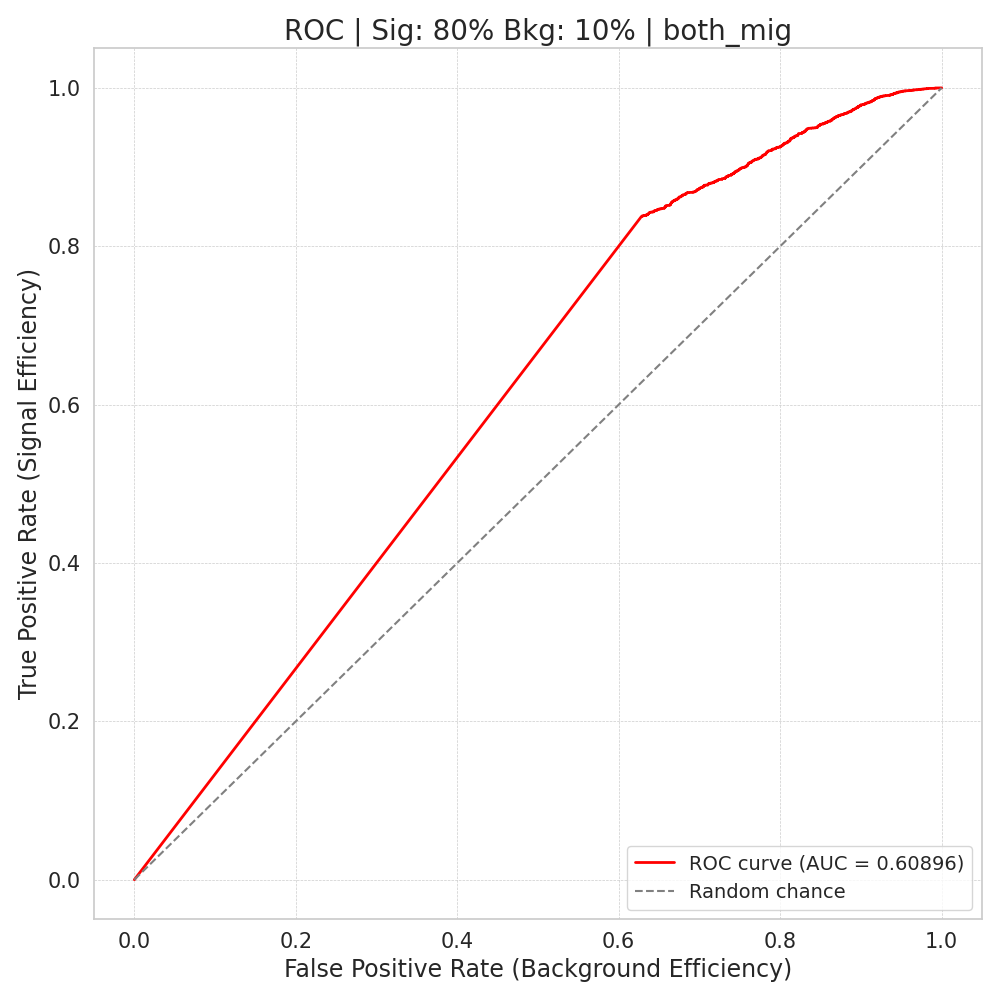 ROC | Sig: 80% Bkg: 10% | both_mig
True Positive Rate (Signal Efficiency)
1.0
0.8
0.6
0.4
0.2
0.0
ROC curve (AUC = 0.60896)
Random chance
0.0 0.2 0.4 0.6 0.8 1.0
False Positive Rate (Background Efficiency)